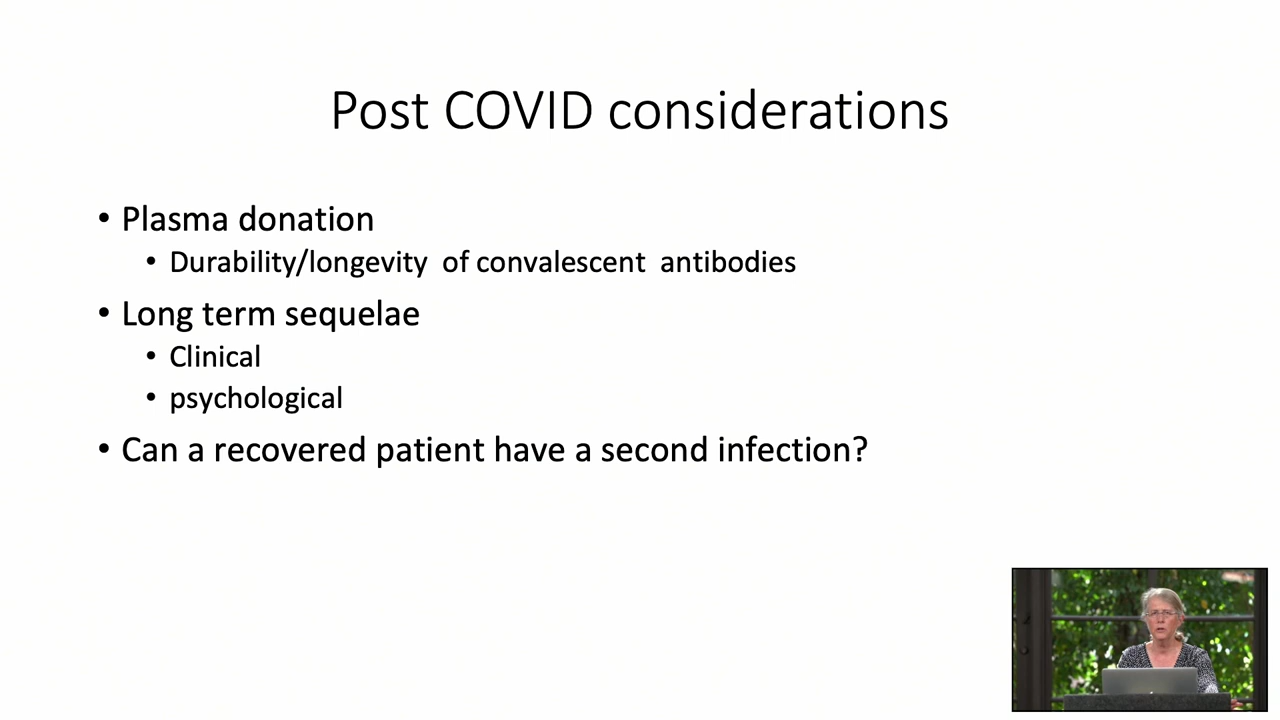 Post COVID considerations
• Plasma donation
• Durability/longevity of convalescent antibodies
• Long term sequelae
• Clinical
• psychological
• Can a recovered patient have a second infection?